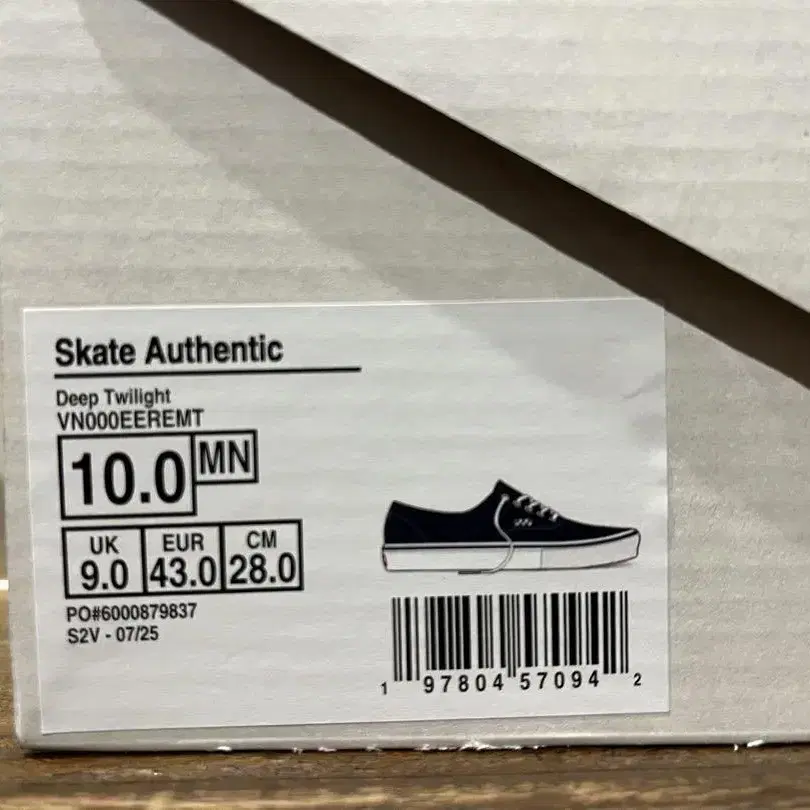 Skate Authentic
Deep Twilight
VN000EEREMT
10.0 MN
UK EUR CM
9.0 43.0 28.0
PO#6000879837
S2V - 07/25
1 97804 57094 2